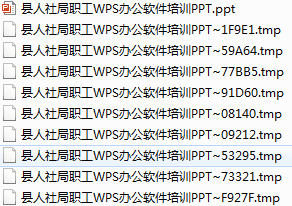 县人社局职工WPS办公软件培训PPT.ppt
县人社局职工WPS办公软件培训PPT~1F9E1.tmp
县人社局职工WPS办公软件培训PPT~59A64.tmp
县人社局职工WPS办公软件培训PPT~77BB5.tmp
县人社局职工WPS办公软件培训PPT~91D60.tmp
县人社局职工WPS办公软件培训PPT~08140.tmp
县人社局职工WPS办公软件培训PPT~09212.tmp
县人社局职工WPS办公软件培训PPT~53295.tmp
县人社局职工WPS办公软件培训PPT~73321.tmp
县人社局职工WPS办公软件培训PPT~F927F.tmp